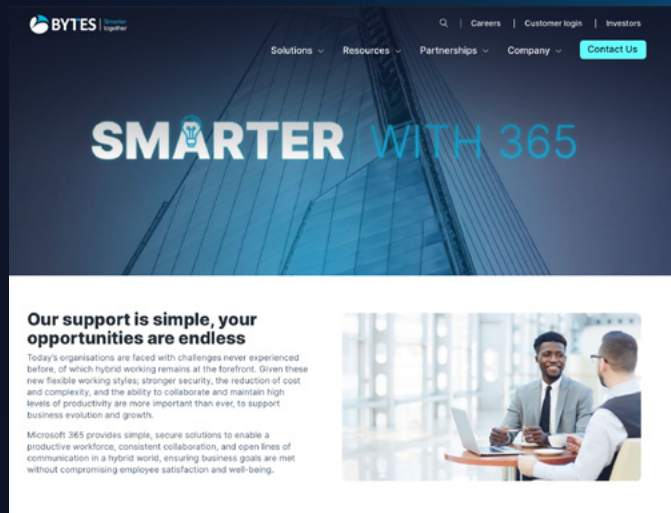 BYTES Smarter together
Careers | Customer login | Investors
Solutions Resources Partnerships Company Contact Us
SMARTER WITH 365
Our support is simple, your
opportunities are endless
Today's organisations are faced with challenges never experienced
before, of which hybrid working remains at the forefront. Given these
new flexible working styles; stronger security, the reduction of cost
and complexity, and the ability to collaborate and maintain high
levels of productivity are more important than ever, to support
business evolution and growth.
Microsoft 365 provides simple, secure solutions to enable a
productive workforce, consistent collaboration, and open lines of
communication in a hybrid world, ensuring business goals are met
without compromising employee satisfaction and well-being.